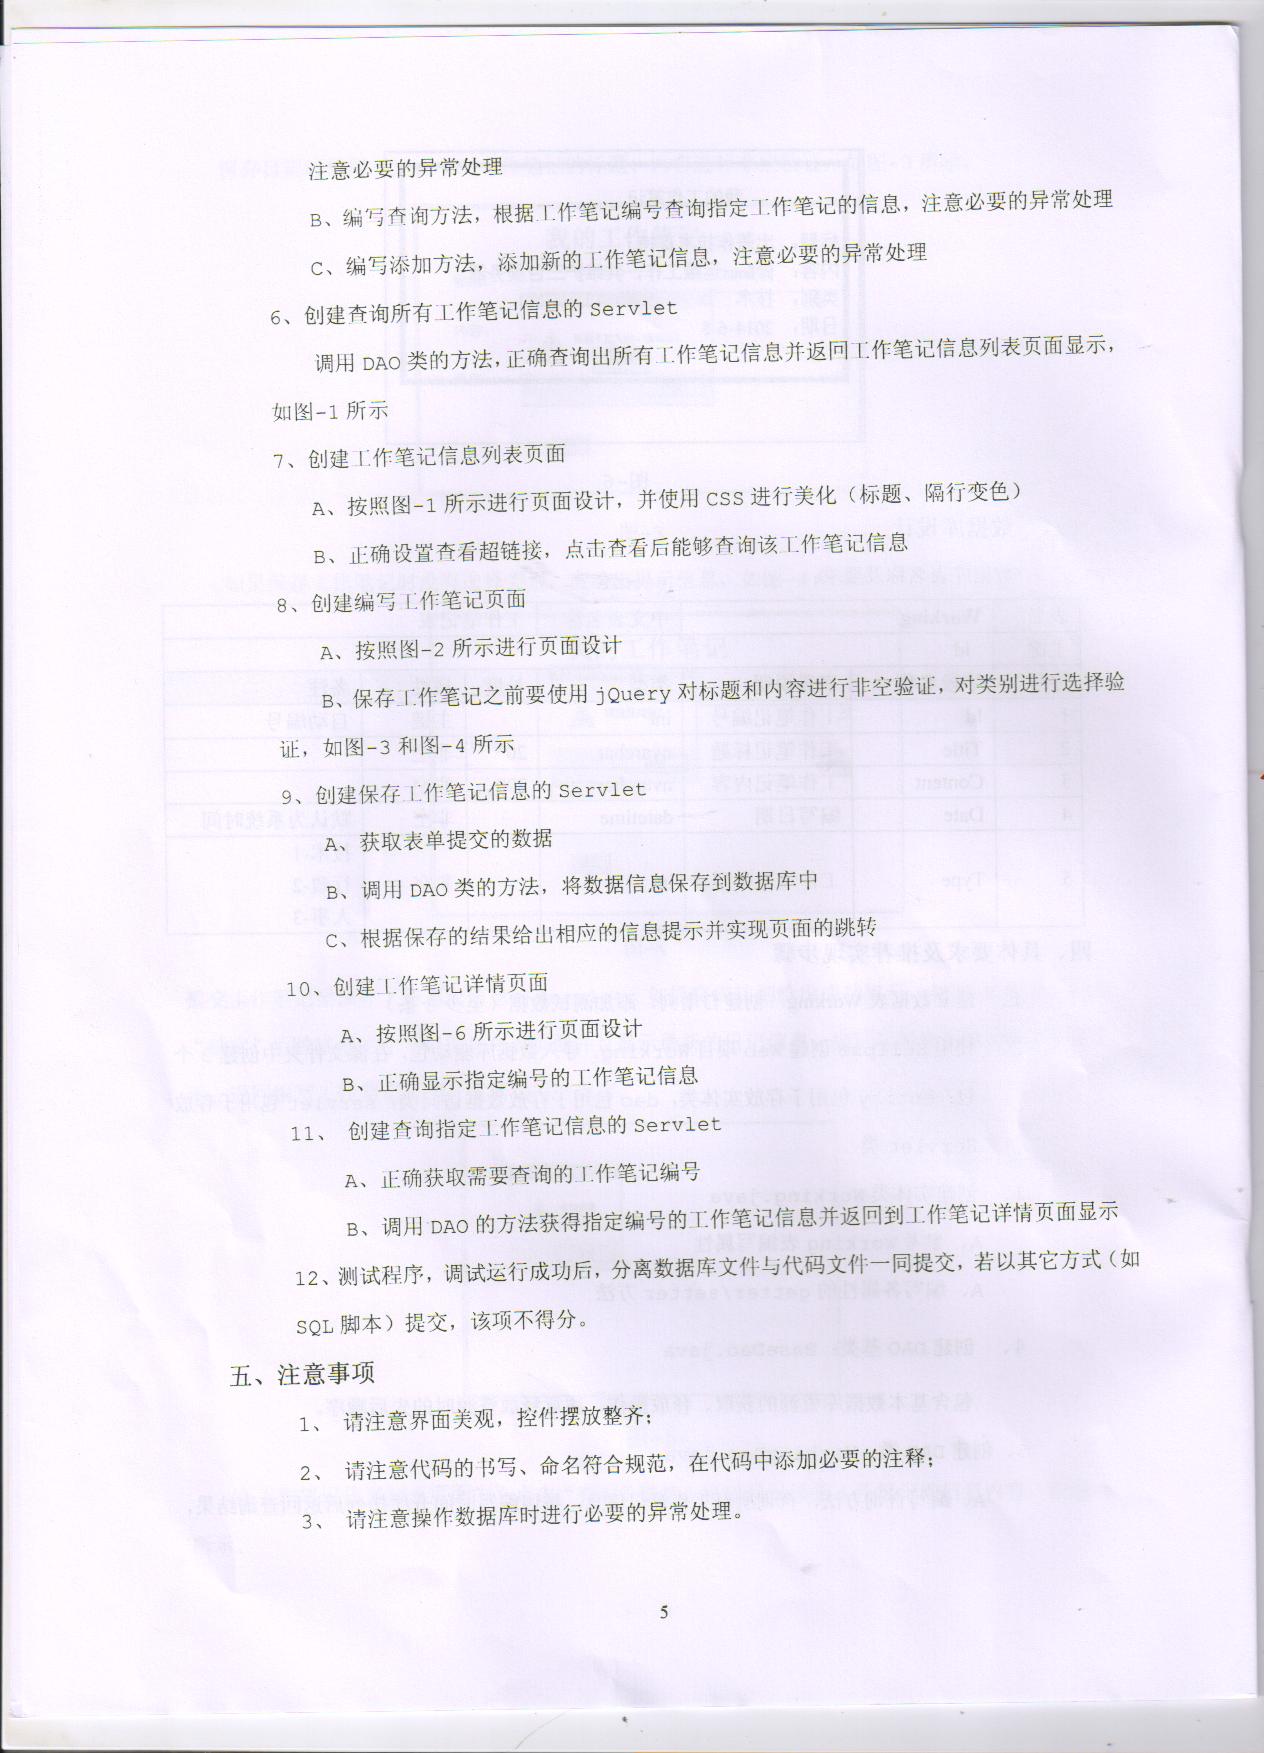 注意必要的异常处理
B、编写查询方法，根据工作笔记编号查询指定工作笔记的信息，注意必要的异常处理
C、编写添加方法，添加新的工作笔记信息，注意必要的异常处理
6、创建查询所有工作笔记信息的 Servlet
调用 DAO 类的方法，正确查询出所有工作笔记信息并返回工作笔记信息列表页面显示，
如图-1 所示
7、创建工作笔记信息列表页面
A、按照图-1 所示进行页面设计，并使用 CSS 进行美化（标题、隔行变色）
B、正确设置查看超链接，点击查看后能够查询该工作笔记信息
8、创建编写工作笔记页面
A、按照图-2 所示进行页面设计
B、保存工作笔记之前要使用 jQuery 对标题和内容进行非空验证，对类别进行选择验
证，如图-3 和图-4 所示
9、创建保存工作笔记信息的 Servlet
A、获取表单提交的数据
B、调用 DAO 类的方法，将数据信息保存到数据库中
C、根据保存的结果给出相应的信息提示并实现页面的跳转
10、创建工作笔记详情页面
A、按照图-6 所示进行页面设计
B、正确显示指定编号的工作笔记信息
11、 创建查询指定工作笔记信息的 Servlet
A、正确获取需要查询的工作笔记编号
B、调用 DAO 的方法获得指定编号的工作笔记信息并返回到工作笔记详情页面显示
12、测试程序，调试运行成功后，分离数据库文件与代码文件一同提交，若以其它方式（如
SQL 脚本）提交，该项不得分。
五、注意事项
1、 请注意界面美观，控件摆放整齐；
2、 请注意代码的书写、命名符合规范，在代码中添加必要的注释；
3、 请注意操作数据库时进行必要的异常处理。
5